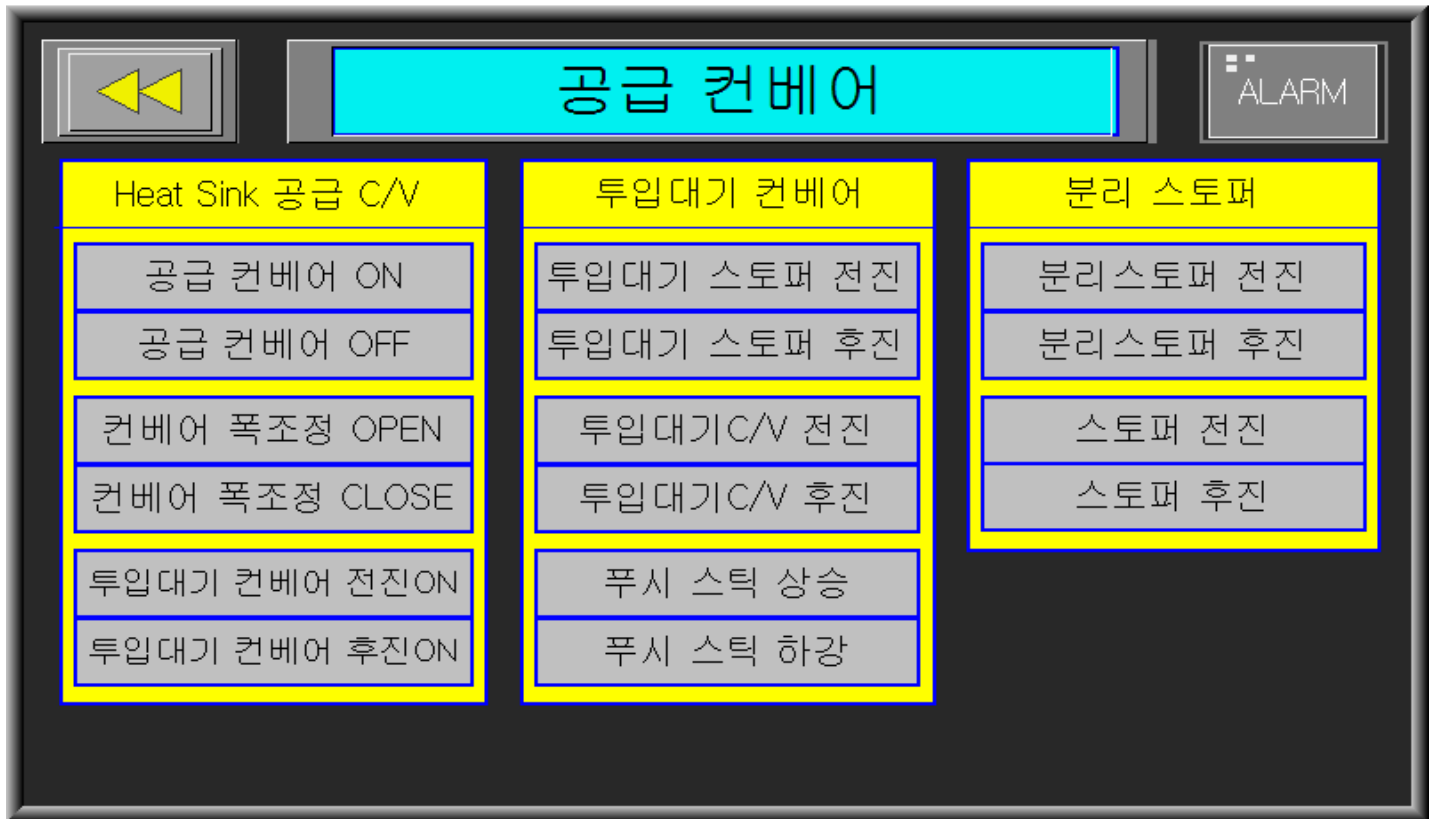 공급 컨베어
ALARM
Heat Sink 공급 C/V
공급 컨베어 ON
공급 컨베어 OFF
컨베어 폭조정 OPEN
컨베어 폭조정 CLOSE
투입대기 컨베어 전진ON
투입대기 컨베어 후진ON
투입대기 컨베어
투입대기 스토퍼 전진
투입대기 스토퍼 후진
투입대기C/V 전진
투입대기C/V 후진
푸시 스틱 상승
푸시 스틱 하강
분리 스토퍼
분리스토퍼 전진
분리스토퍼 후진
스토퍼 전진
스토퍼 후진